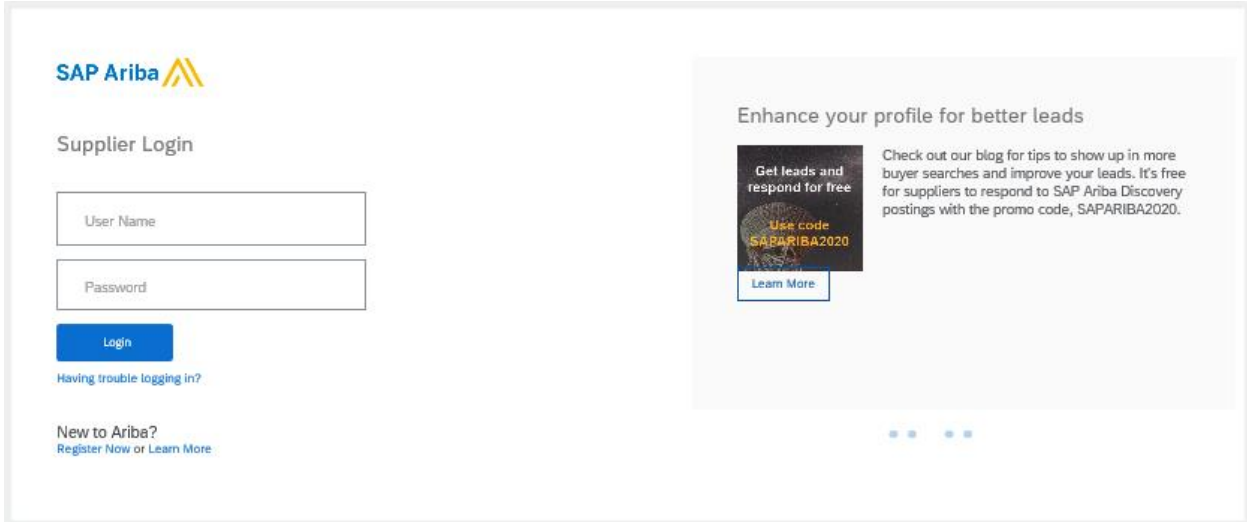 SAP Ariba
Supplier Login
User Name
Password
Login
Having trouble logging in?
New to Ariba?
Register Now or Learn More
Enhance your profile for better leads
Get leads and
respond for free
Use code
SAPARIBA2020
Learn More
Check out our blog for tips to show up in more
buyer searches and improve your leads. It's free
for suppliers to respond to SAP Ariba Discovery
postings with the promo code, SAPARIBA2020.